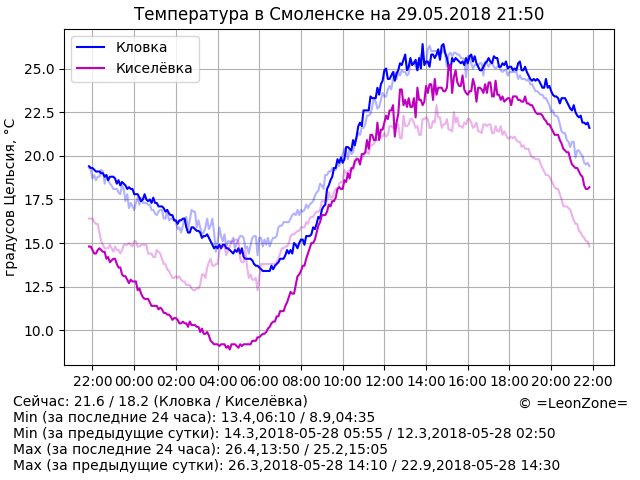 Температура в Смоленске на 29.05.2018 21:50
Кловка
Киселёвка
градусов Цельсия, °C
25.0
22.5
20.0
17.5
15.0
12.5
10.0
22:00 00:00 02:00 04:00 06:00 08:00 10:00 12:00 14:00 16:00 18:00 20:00 22:00
Сейчас: 21.6 / 18.2 (Кловка / Киселёвка)
© =LeonZone=
Min (за последние 24 часа): 13.4,06:10 / 8.9,04:35
Min (за предыдущие сутки): 14.3,2018-05-28 05:55 / 12.3,2018-05-28 02:50
Max (за последние 24 часа): 26.4,13:50 / 25.2,15:05
Max (за предыдущие сутки): 26.3,2018-05-28 14:10 / 22.9,2018-05-28 14:30